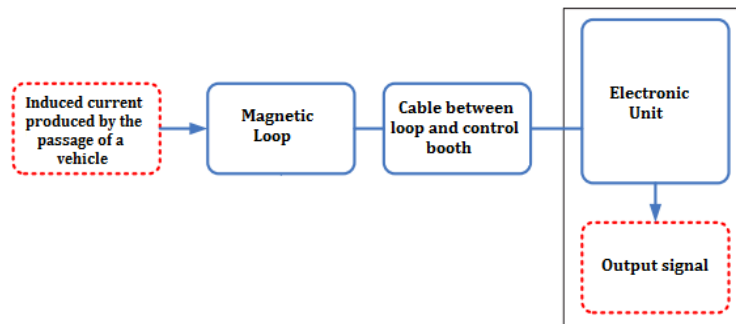 Induced current
produced by the
passage of a
vehicle
Magnetic
Loop
Cable between
loop and control
booth
Electronic
Unit
Output signal